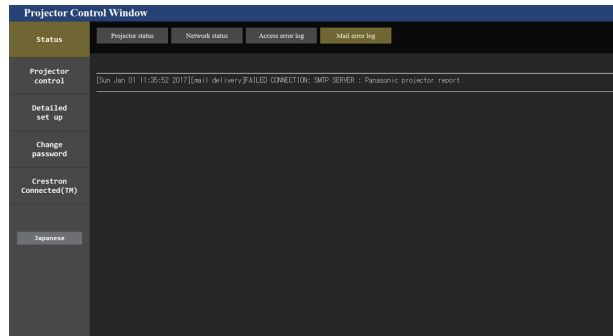 Projector Control Window
Status
Projector status
Network status
Access error log
Mail error log
Projector
control
[Sun Jan 01 11:35:52 2017][mail delivery]FAILED CONNECTION: SMTP SERVER : Panasonic projector report
Detailed
set up
Change
password
Crestron
Connected(TM)
Japanese